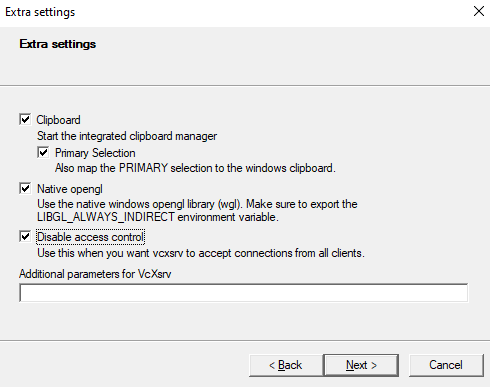 Extra settings
Extra settings
Clipboard
Start the integrated clipboard manager
Primary Selection
Also map the PRIMARY selection to the windows clipboard.
Native opengl
Use the native windows opengl library (wgl). Make sure to export the
LIBGL_ALWAYS_INDIRECT environment variable.
Disable access control
Use this when you want vcxsrv to accept connections from all clients.
Additional parameters for VcXsrv
< Back
Next >
Cancel